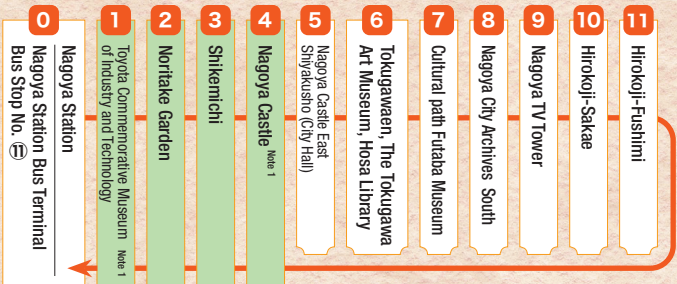 0
Nagoya Station
Nagoya Station Bus Terminal
Bus Stop No. ⑪
1
Toyota Commemorative Museum Note 1
of Industry and Technology
2
Noritake Garden
3
Shikemichi
4
Nagoya Castle Note 1
5
Nagoya Castle East
Shiyakusho (City Hall)
6
Tokugawaen, The Tokugawa
Art Museum, Hosa Library
7
Cultural path Futaba Museum
8
Nagoya City Archives South
9
Nagoya TV Tower
10
Hirokoji-Sakae
11
Hirokoji-Fushimi